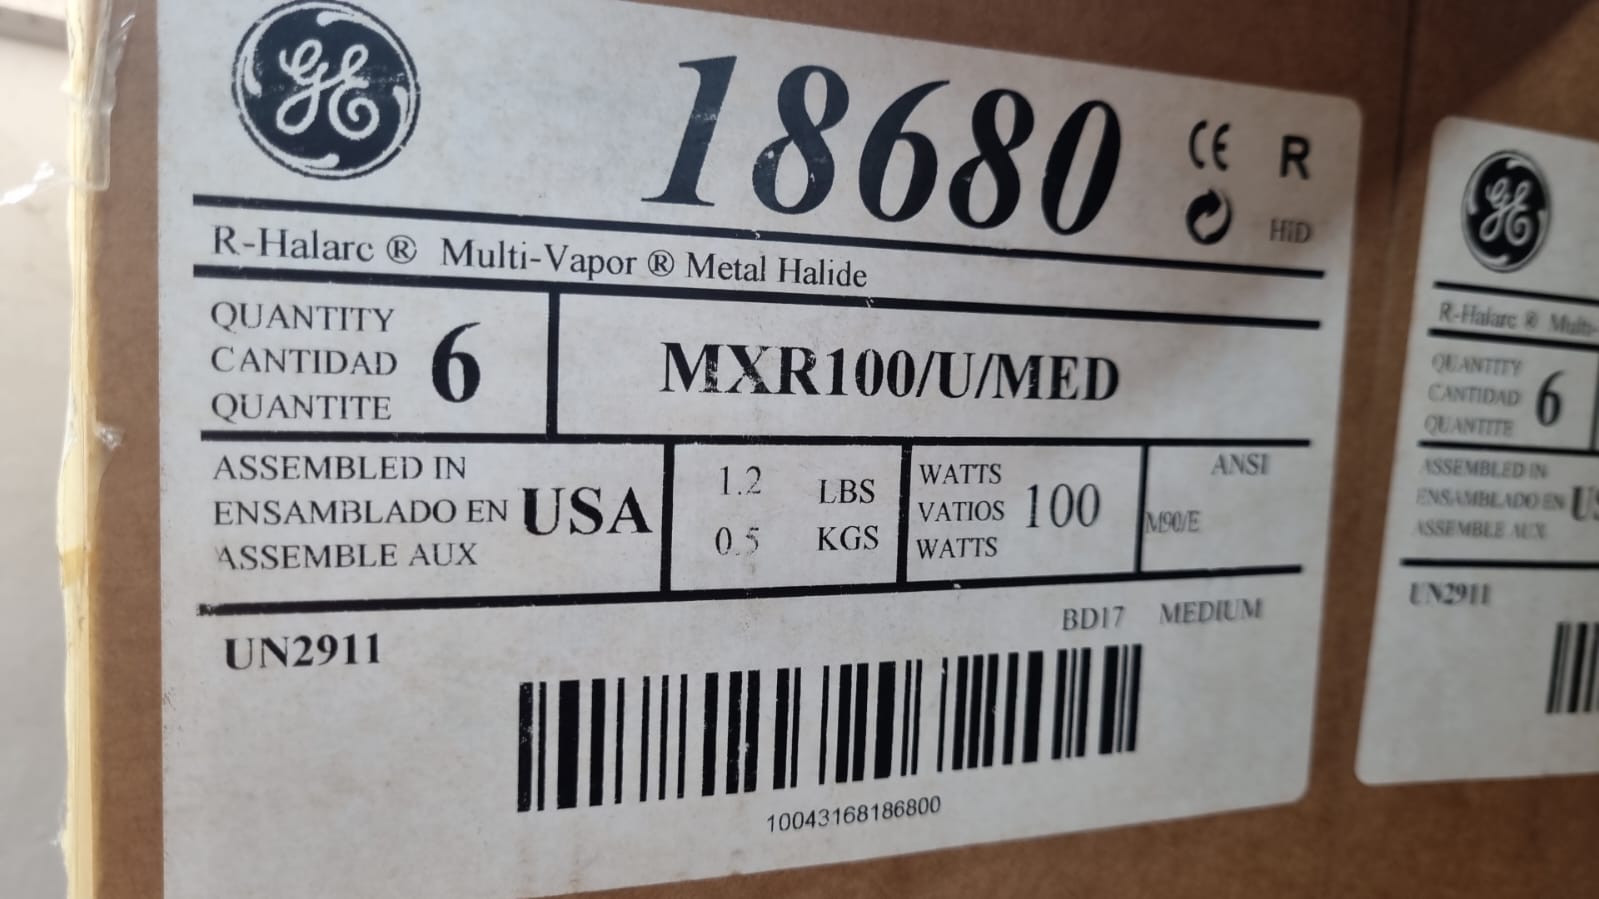 GE
18680
CE R
HID
R-Halarc ® Multi-Vapor ® Metal Halide
QUANTITY
CANTIDAD 6
QUANTITE
MXR100/U/MED
ASSEMBLED IN
ENSAMBLADO EN USA
ASSEMBLE AUX
1.2 LBS
0.5 KGS
WATTS
VATIOS 100
WATTS
ANSI
M90/E
UN2911
BD17 MEDIUM
10043168186800
GE
R-Halarc ® Multi-
QUANTITY
CANTIDAD 6
QUANTITE
ASSEMBLED IN
ENSAMBLADO EN US
ASSEMBLE AUX
UN2911